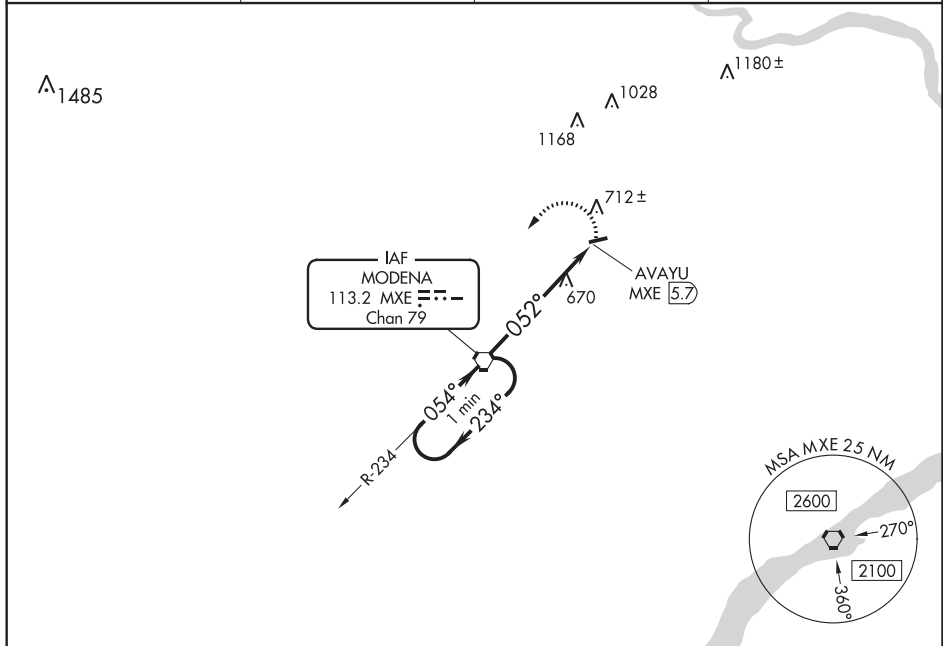 1485
1180±
1028
1168
712±
IAF
MODENA
113.2 MXE
Chan 79
AVAYU
MXE 5.7
670
052°
054°
1 min
234°
R-234
MSA MXE 25 NM
2600
270°
2100
360°